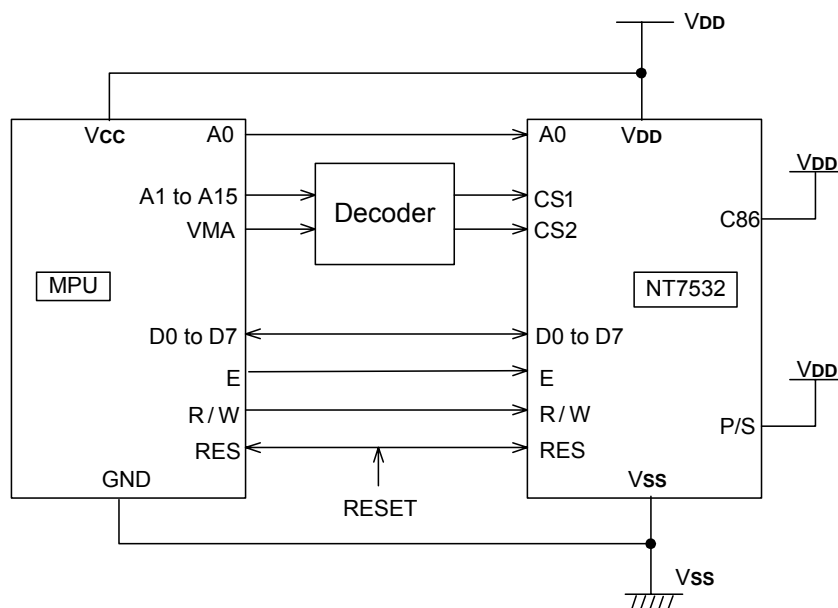 VDD
VCC
A0
A0
VDD
VDD
A1 to A15
Decoder
CS1
C86
VMA
CS2
MPU
NT7532
D0 to D7
D0 to D7
VDD
E
E
R/W
R/W
P/S
RES
RES
GND
RESET
VSS
VSS